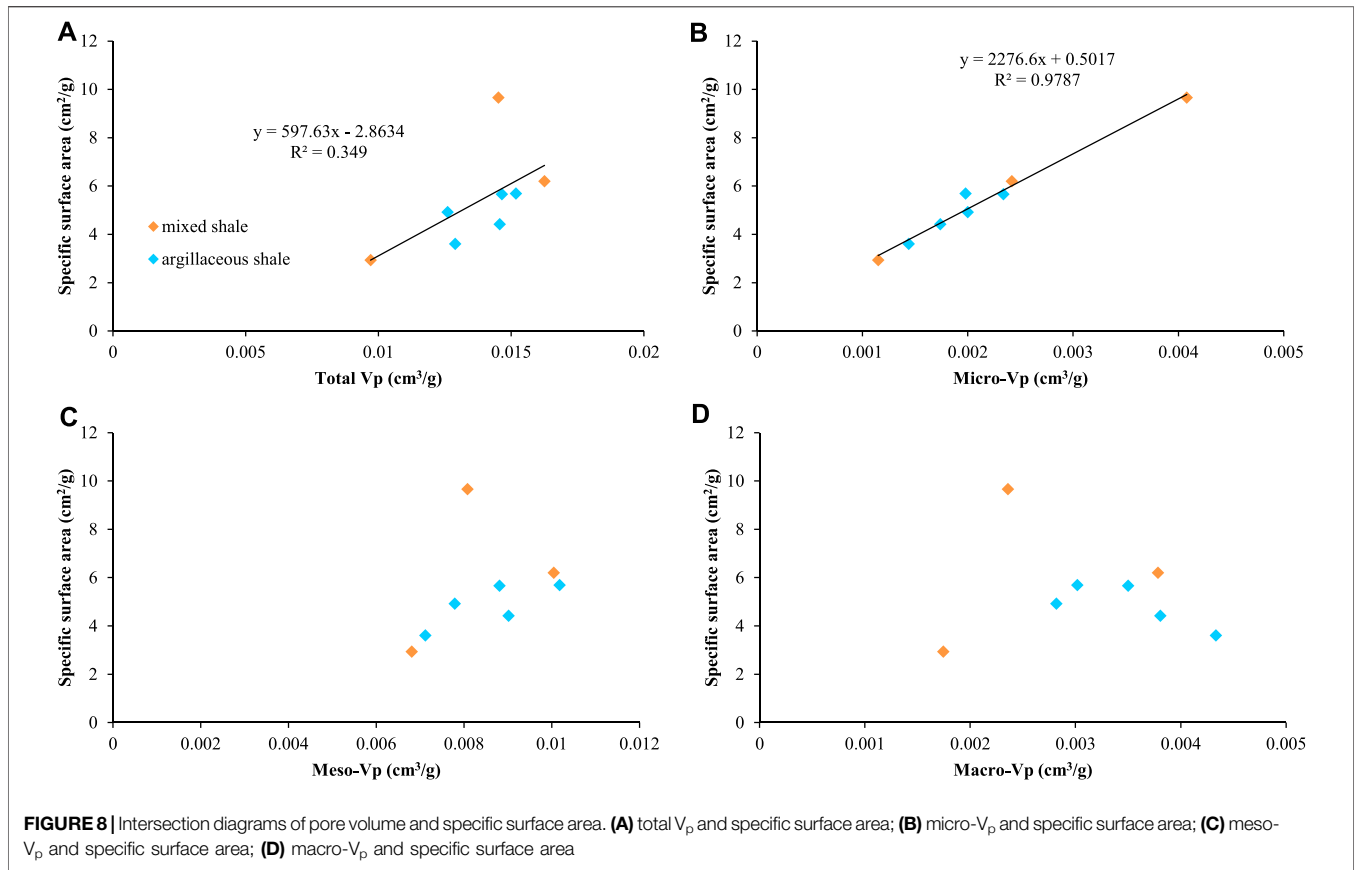 A
12
10
8
6
4
2
0
Specific surface area (cm²/g)
y = 597.63x - 2.8634
R² = 0.349
mixed shale
argillaceous shale
0 0.005 0.01 0.015 0.02
Total Vp (cm³/g)
B
12
10
8
6
4
2
0
Specific surface area (cm²/g)
y = 2276.6x + 0.5017
R² = 0.9787
0 0.001 0.002 0.003 0.004 0.005
Micro-Vp (cm³/g)
C
12
10
8
6
4
2
0
Specific surface area (cm²/g)
0 0.002 0.004 0.006 0.008 0.01 0.012
Meso-Vp (cm³/g)
D
12
10
8
6
4
2
0
Specific surface area (cm²/g)
0 0.001 0.002 0.003 0.004 0.005
Macro-Vp (cm³/g)
FIGURE 8 | Intersection diagrams of pore volume and specific surface area. (A) total Vₚ and specific surface area; (B) micro-Vₚ and specific surface area; (C) meso-
Vₚ and specific surface area; (D) macro-Vₚ and specific surface area